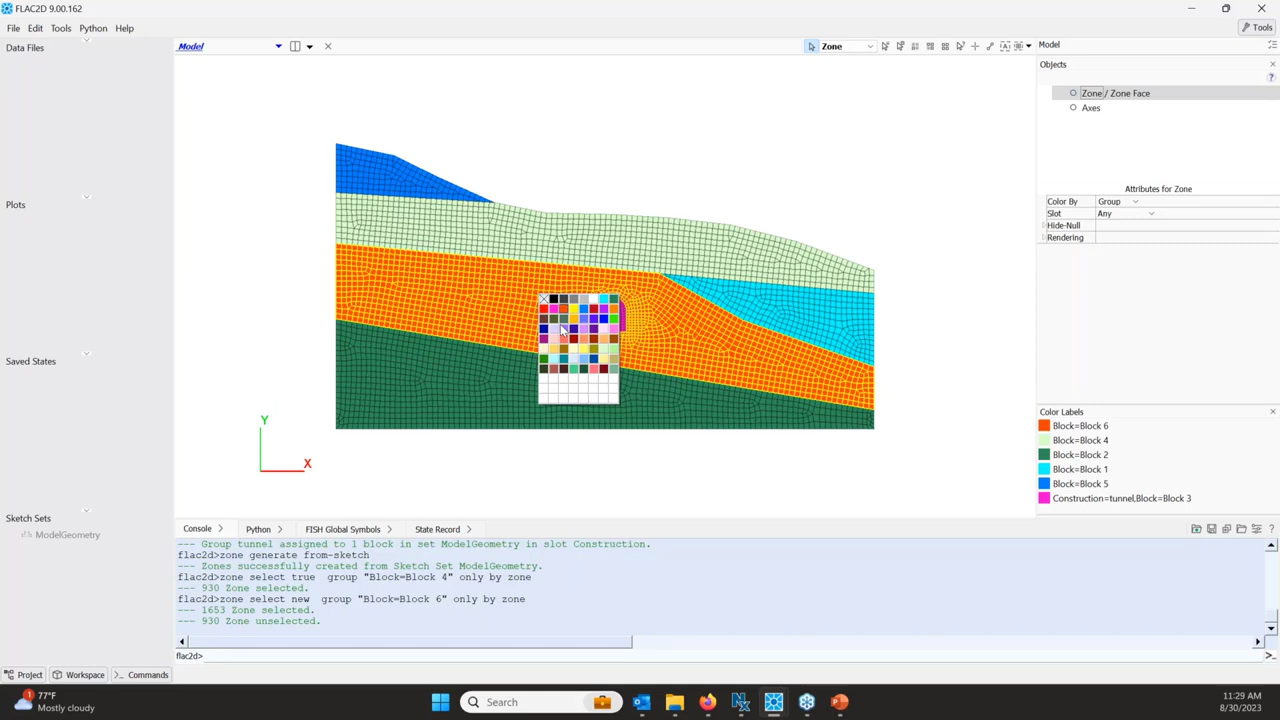 FLAC2D 9.00.162
File Edit Tools Python Help
Tools
Data Files
Model
Zone
Model
Objects
Zone / Zone Face
Axes
Plots
Attributes for Zone
Color By Group
Slot Any
Hide-Null
Rendering
Saved States
Y
X
Color Labels
Block=Block 6
Block=Block 4
Block=Block 2
Block=Block 1
Block=Block 5
Construction=tunnel,Block=Block 3
Sketch Sets
ModelGeometry
Console Python FISH Global Symbols State Record
--- Group tunnel assigned to 1 block in set ModelGeometry in slot Construction.
flac2d>zone generate from-sketch
--- Zones successfully created from Sketch Set ModelGeometry.
flac2d>zone select true group "Block=Block 4" only by zone
--- 930 Zone selected.
flac2d>zone select new group "Block=Block 6" only by zone
--- 1653 Zone selected.
--- 930 Zone unselected.
flac2d>
Project Workspace Commands
1
77°F
Mostly cloudy
Search
11:29 AM
8/30/2023